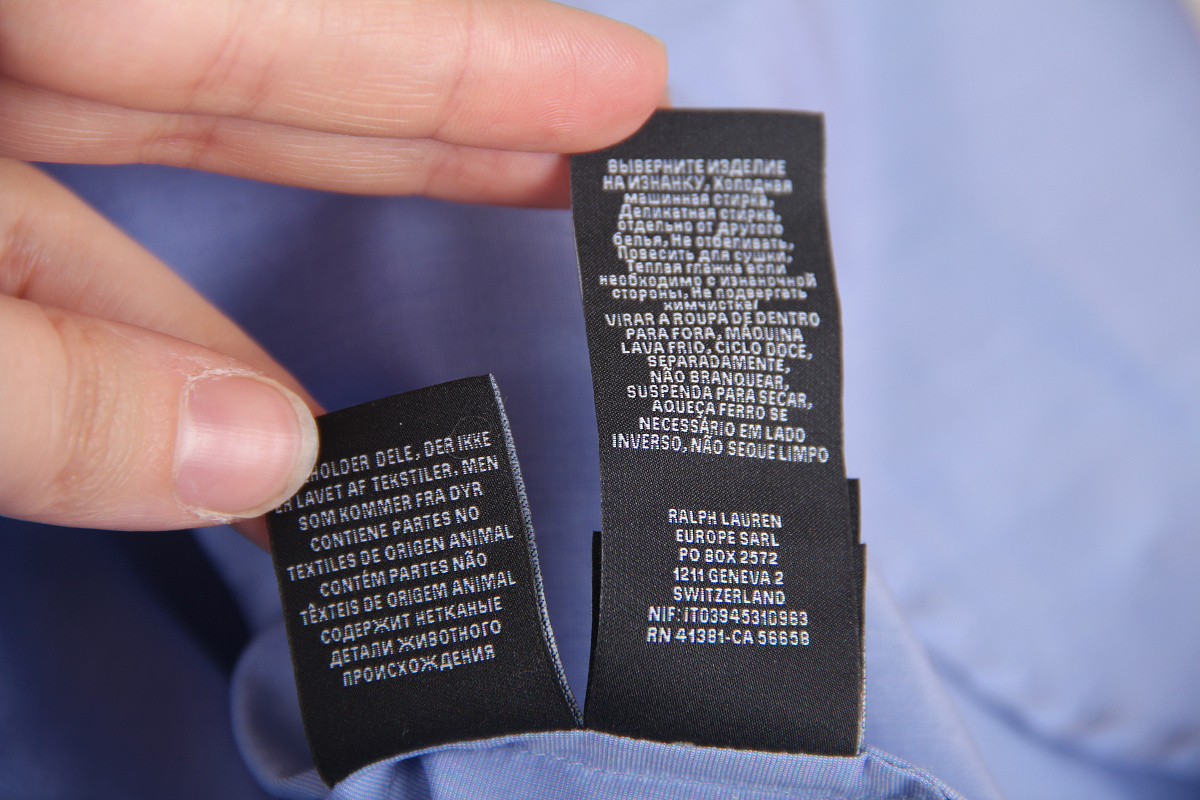 HOLDER DELE, DER IKKE
ER LAVET AF TEKSTILER, MEN
SOM KOMMER FRA DYR
CONTIENE PARTES NO
TEXTILES DE ORIGEN ANIMAL
CONTÉM PARTES NÃO
TÊXTEIS DE ORIGEM ANIMAL
СОДЕРЖИТ НЕТКАНЫЕ
ДЕТАЛИ ЖИВОТНОГО
ПРОИСХОЖДЕНИЯ
ВЫВЕРНИТЕ ИЗДЕЛИЕ
НА ИЗНАНКУ, Холодная
машинная стирка,
Деликатная стирка,
отдельно от другого
белья, Не отбеливать,
Повесить для сушки,
Теплая глажка если
необходимо с изнаночной
стороны, Не подвергать
химчистке/
VIRAR A ROUPA DE DENTRO
PARA FORA, MÁQUINA
LAVA FRIO, CICLO DOCE,
SEPARADAMENTE,
NÃO BRANQUEAR,
SUSPENDA PARA SECAR,
AQUEÇA FERRO SE
NECESSÁRIO EM LADO
INVERSO, NÃO SEQUE LIMPO
RALPH LAUREN
EUROPE SARL
PO BOX 2572
1211 GENEVA 2
SWITZERLAND
NIF: IT03945310963
RN 41381-CA 56658